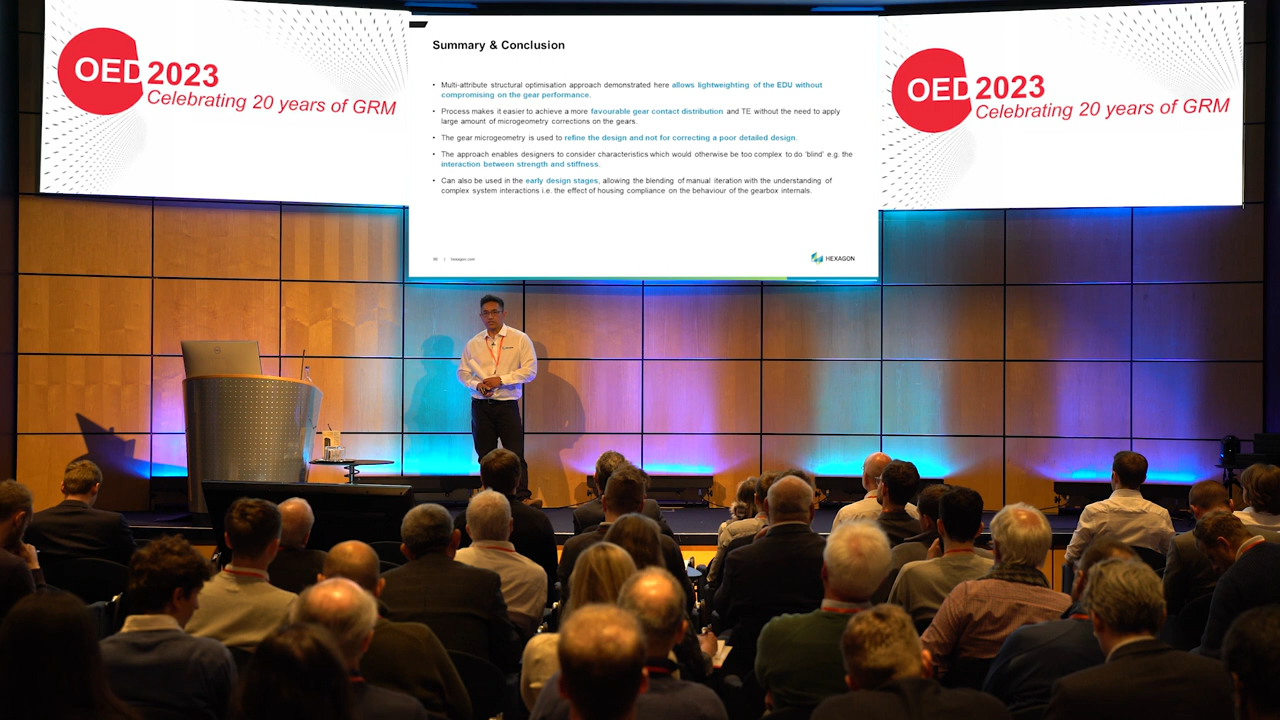 OED 2023
Celebrating 20 years of GRM
Summary & Conclusion
• Multi-attribute structural optimisation approach demonstrated here allows lightweighting of the EDU without
compromising on the gear performance.
• Process makes it easier to achieve a more favourable gear contact distribution and TE without the need to apply
large amount of microgeometry corrections on the gears.
• The gear microgeometry is used to refine the design and not for correcting a poor detailed design.
• The approach enables designers to consider characteristics which would otherwise be too complex to do 'blind' e.g. the
interaction between strength and stiffness.
• Can also be used in the early design stages, allowing the blending of manual iteration with the understanding of
complex system interactions i.e. the effect of housing compliance on the behaviour of the gearbox internals.
| hexagon.com
HEXAGON
OED 2023
Celebrating 20 years of GRM